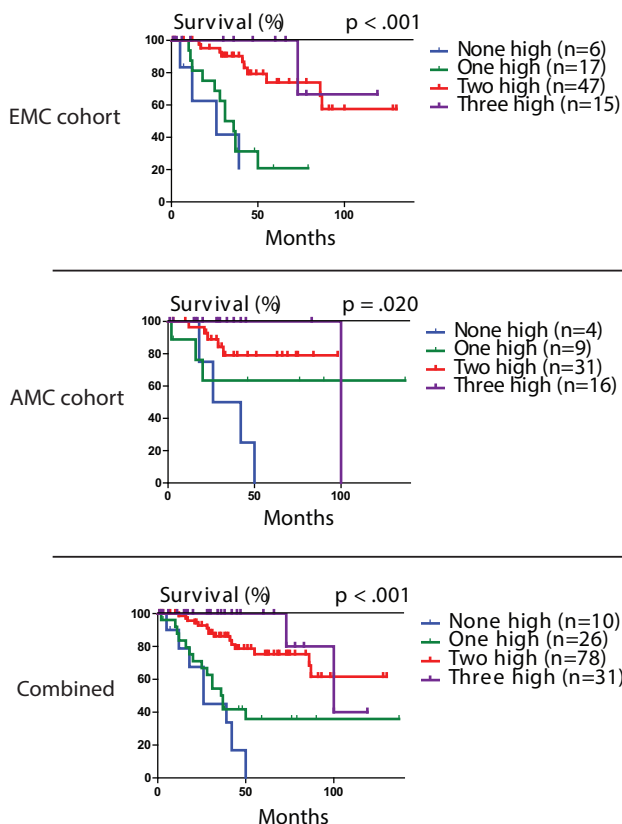 Survival (%) p < .001
100
80
60
40
20
0
0 50 100
Months
EMC cohort
None high (n=6)
One high (n=17)
Two high (n=47)
Three high (n=15)
Survival (%) p = .020
100
80
60
40
20
0
0 50 100
Months
AMC cohort
None high (n=4)
One high (n=9)
Two high (n=31)
Three high (n=16)
Survival (%) p < .001
100
80
60
40
20
0
0 50 100
Months
Combined
None high (n=10)
One high (n=26)
Two high (n=78)
Three high (n=31)